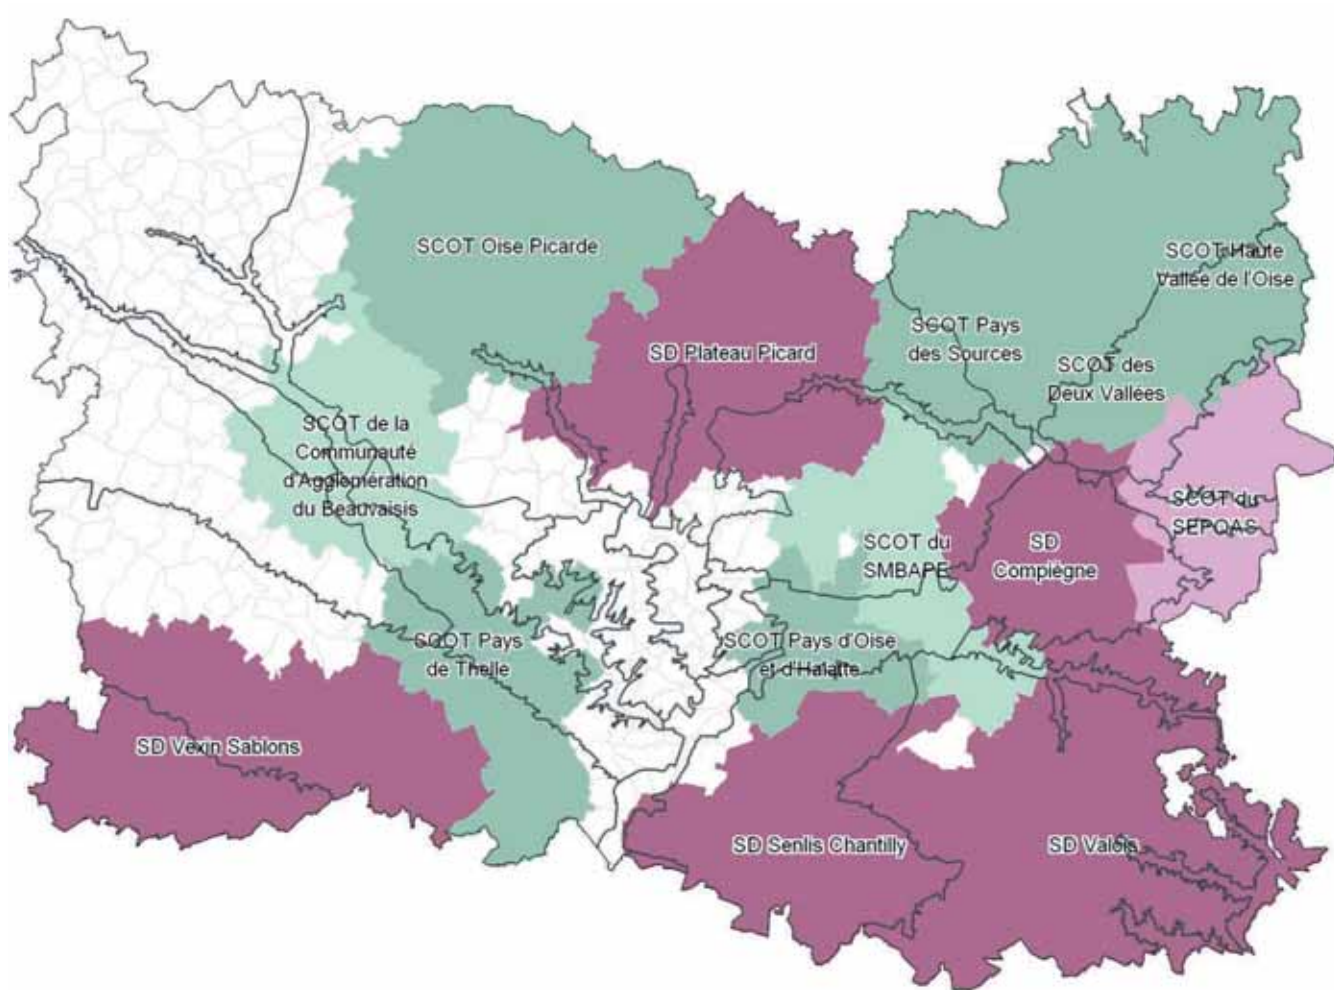 SCOT Oise Picarde
SCOT Haute
Vallée de l'Oise
SCOT Pays
des Sources
SD Plateau Picard
SCOT des
Deux Vallées
SCOT de la
Communauté
d'Agglomération
du Beauvaisis
SCOT du
SEPOAS
SCOT du
SMBAPE
SD
Compiègne
SCOT Pays
de Thelle
SCOT Pays d'Oise
et d'Halatte
SD Vexin Sablons
SD Senlis Chantilly
SD Valois